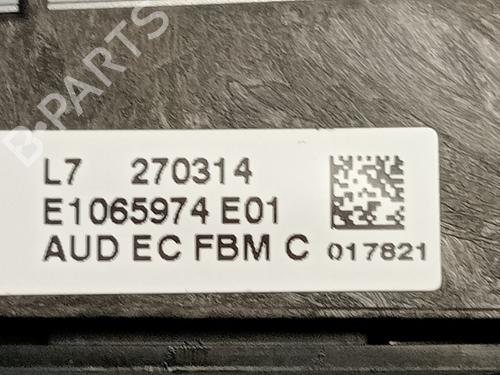 B-PARTS
L7 270314
E1065974 E01
AUD EC FBM C 017821